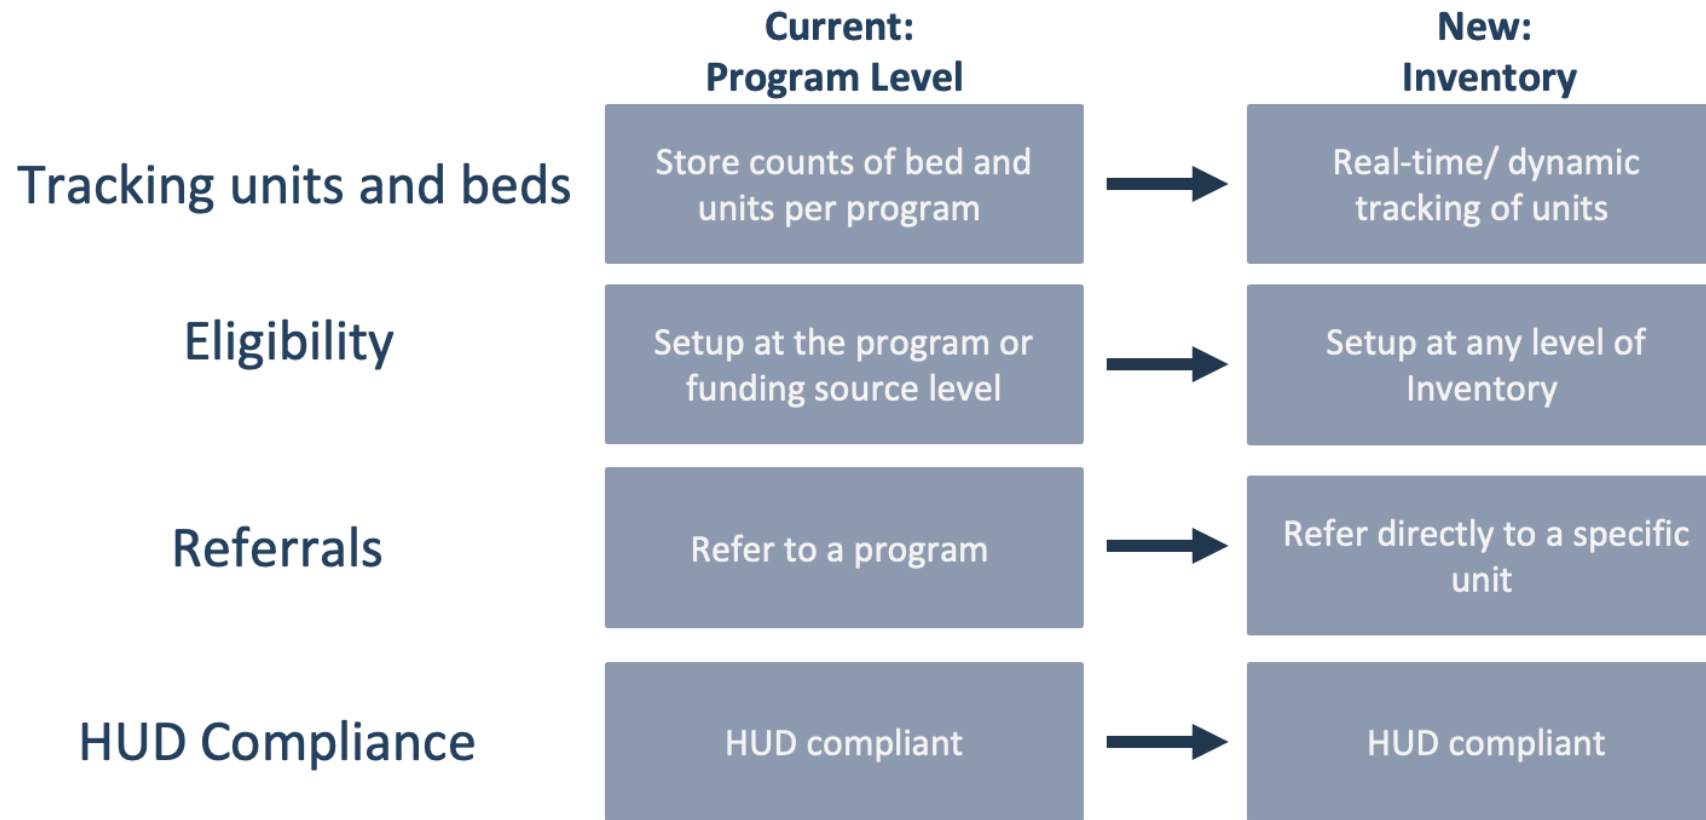 Current:
Program Level
New:
Inventory
Tracking units and beds
Store counts of bed and
units per program
Real-time/ dynamic
tracking of units
Eligibility
Setup at the program or
funding source level
Setup at any level of
Inventory
Referrals
Refer to a program
Refer directly to a specific
unit
HUD Compliance
HUD compliant
HUD compliant